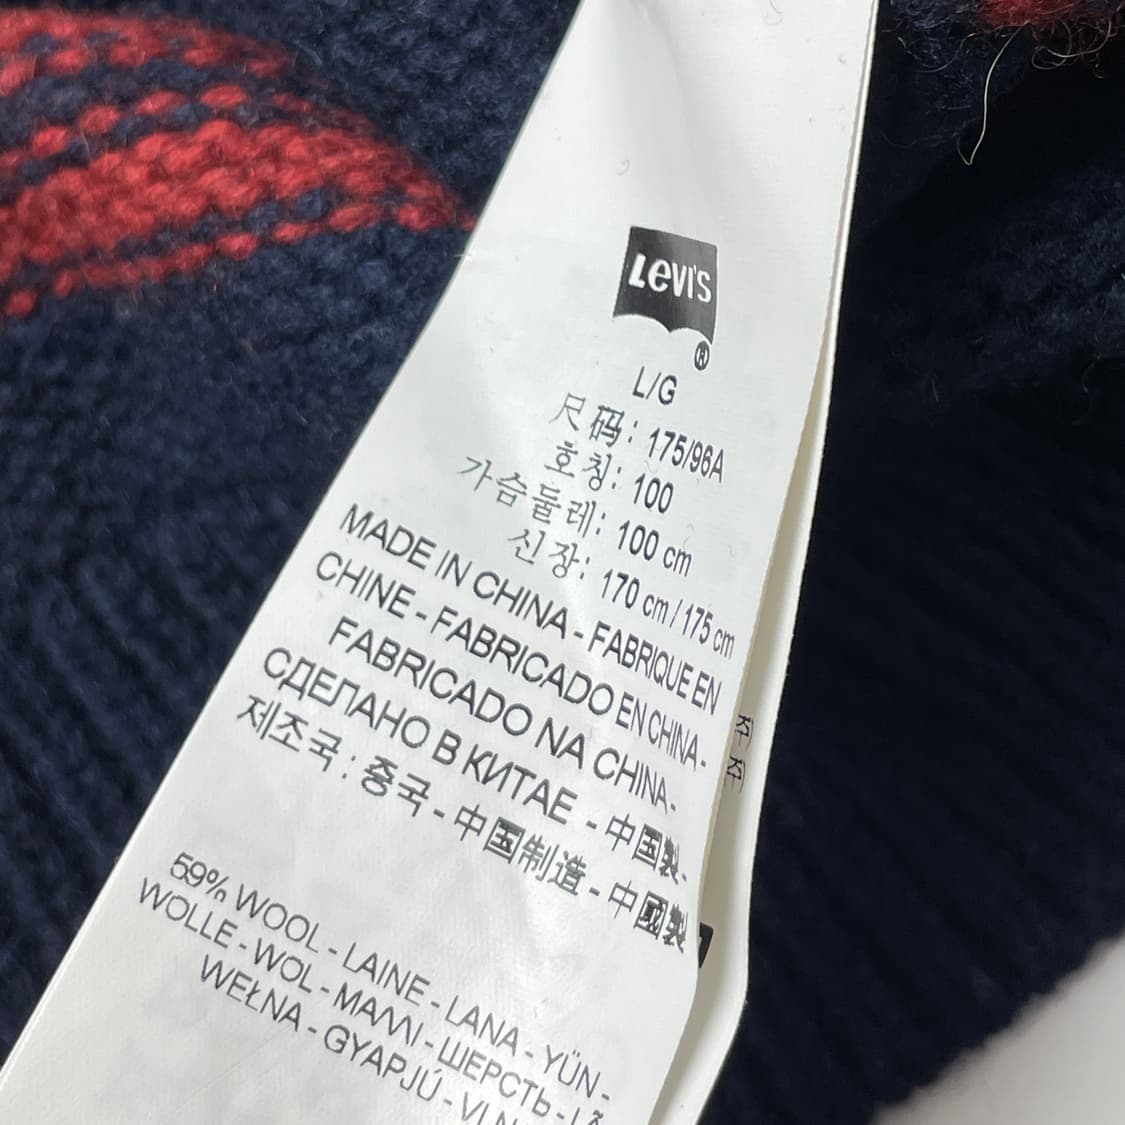 Levi's
®
L/G
尺码: 175/96A
호칭: 100
가슴둘레: 100 cm
신장: 170 cm / 175 cm
MADE IN CHINA - FABRIQUE EN
CHINE - FABRICADO EN CHINA -
FABRICADO NA CHINA -
СДЕЛАНО В КИТАЕ - 中国製 -
제조국 : 중국 - 中国制造 - 中國製
59% WOOL - LAINE - LANA - YÜN -
WOLLE - WOL - ΜΑΛΛΙ - ШЕРСТЬ - LÃ
WEŁNA - GYAPJÚ -